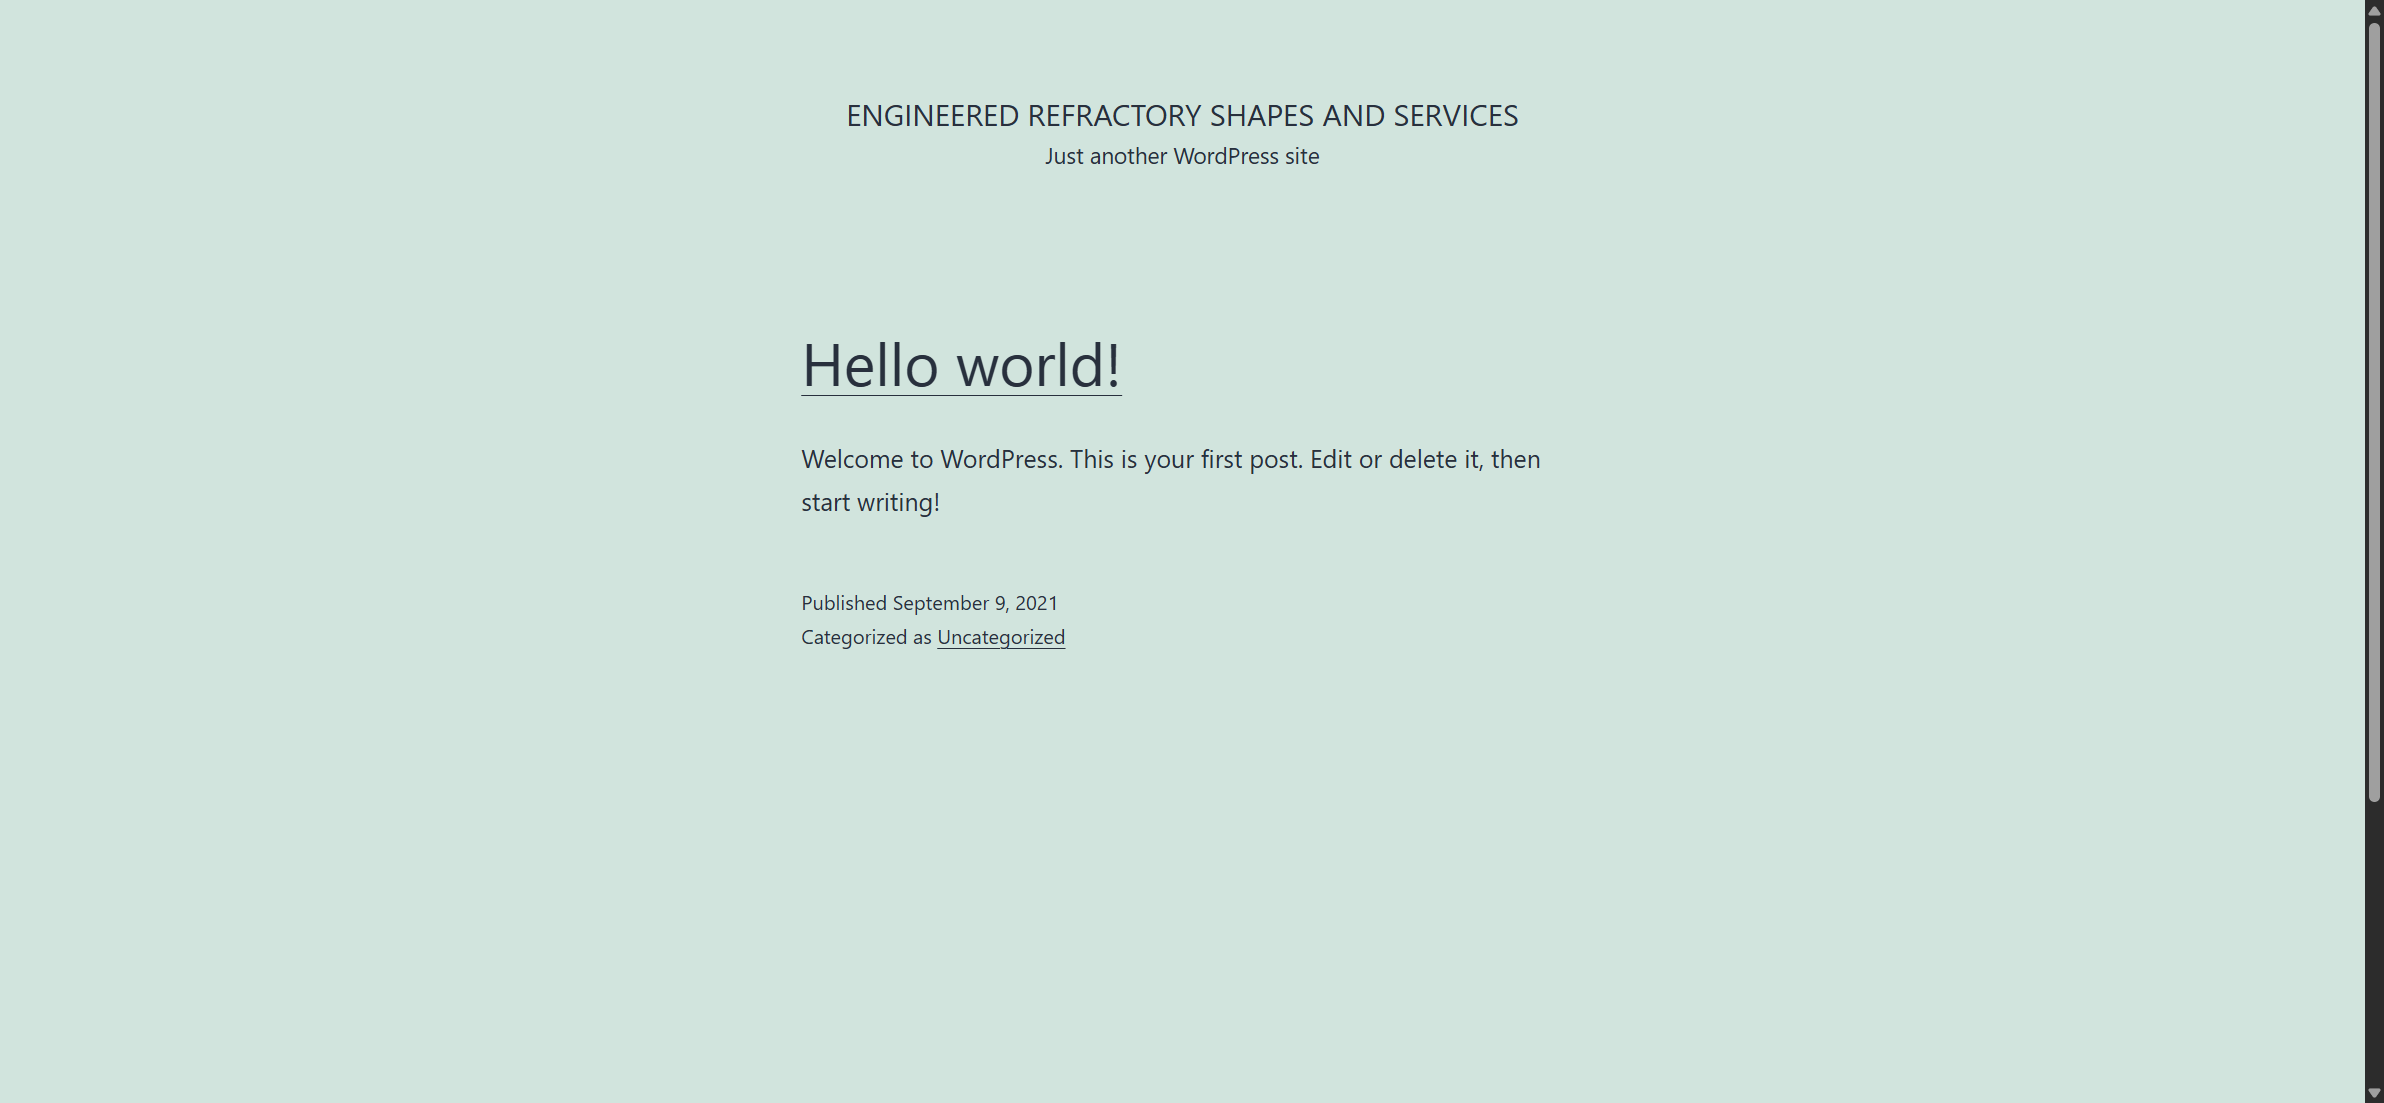 ENGINEERED REFRACTORY SHAPES AND SERVICES
Just another WordPress site
Hello world!
Welcome to WordPress. This is your first post. Edit or delete it, then
start writing!
Published September 9, 2021
Categorized as Uncategorized